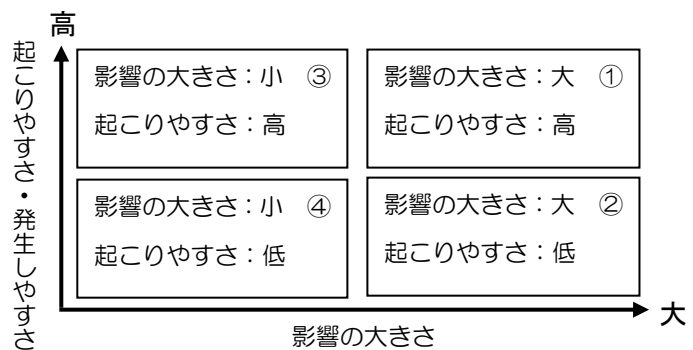 高
起こりやすさ・発生しやすさ
影響の大きさ：小　③
起こりやすさ：高
影響の大きさ：大　①
起こりやすさ：高
影響の大きさ：小　④
起こりやすさ：低
影響の大きさ：大　②
起こりやすさ：低
大
影響の大きさ